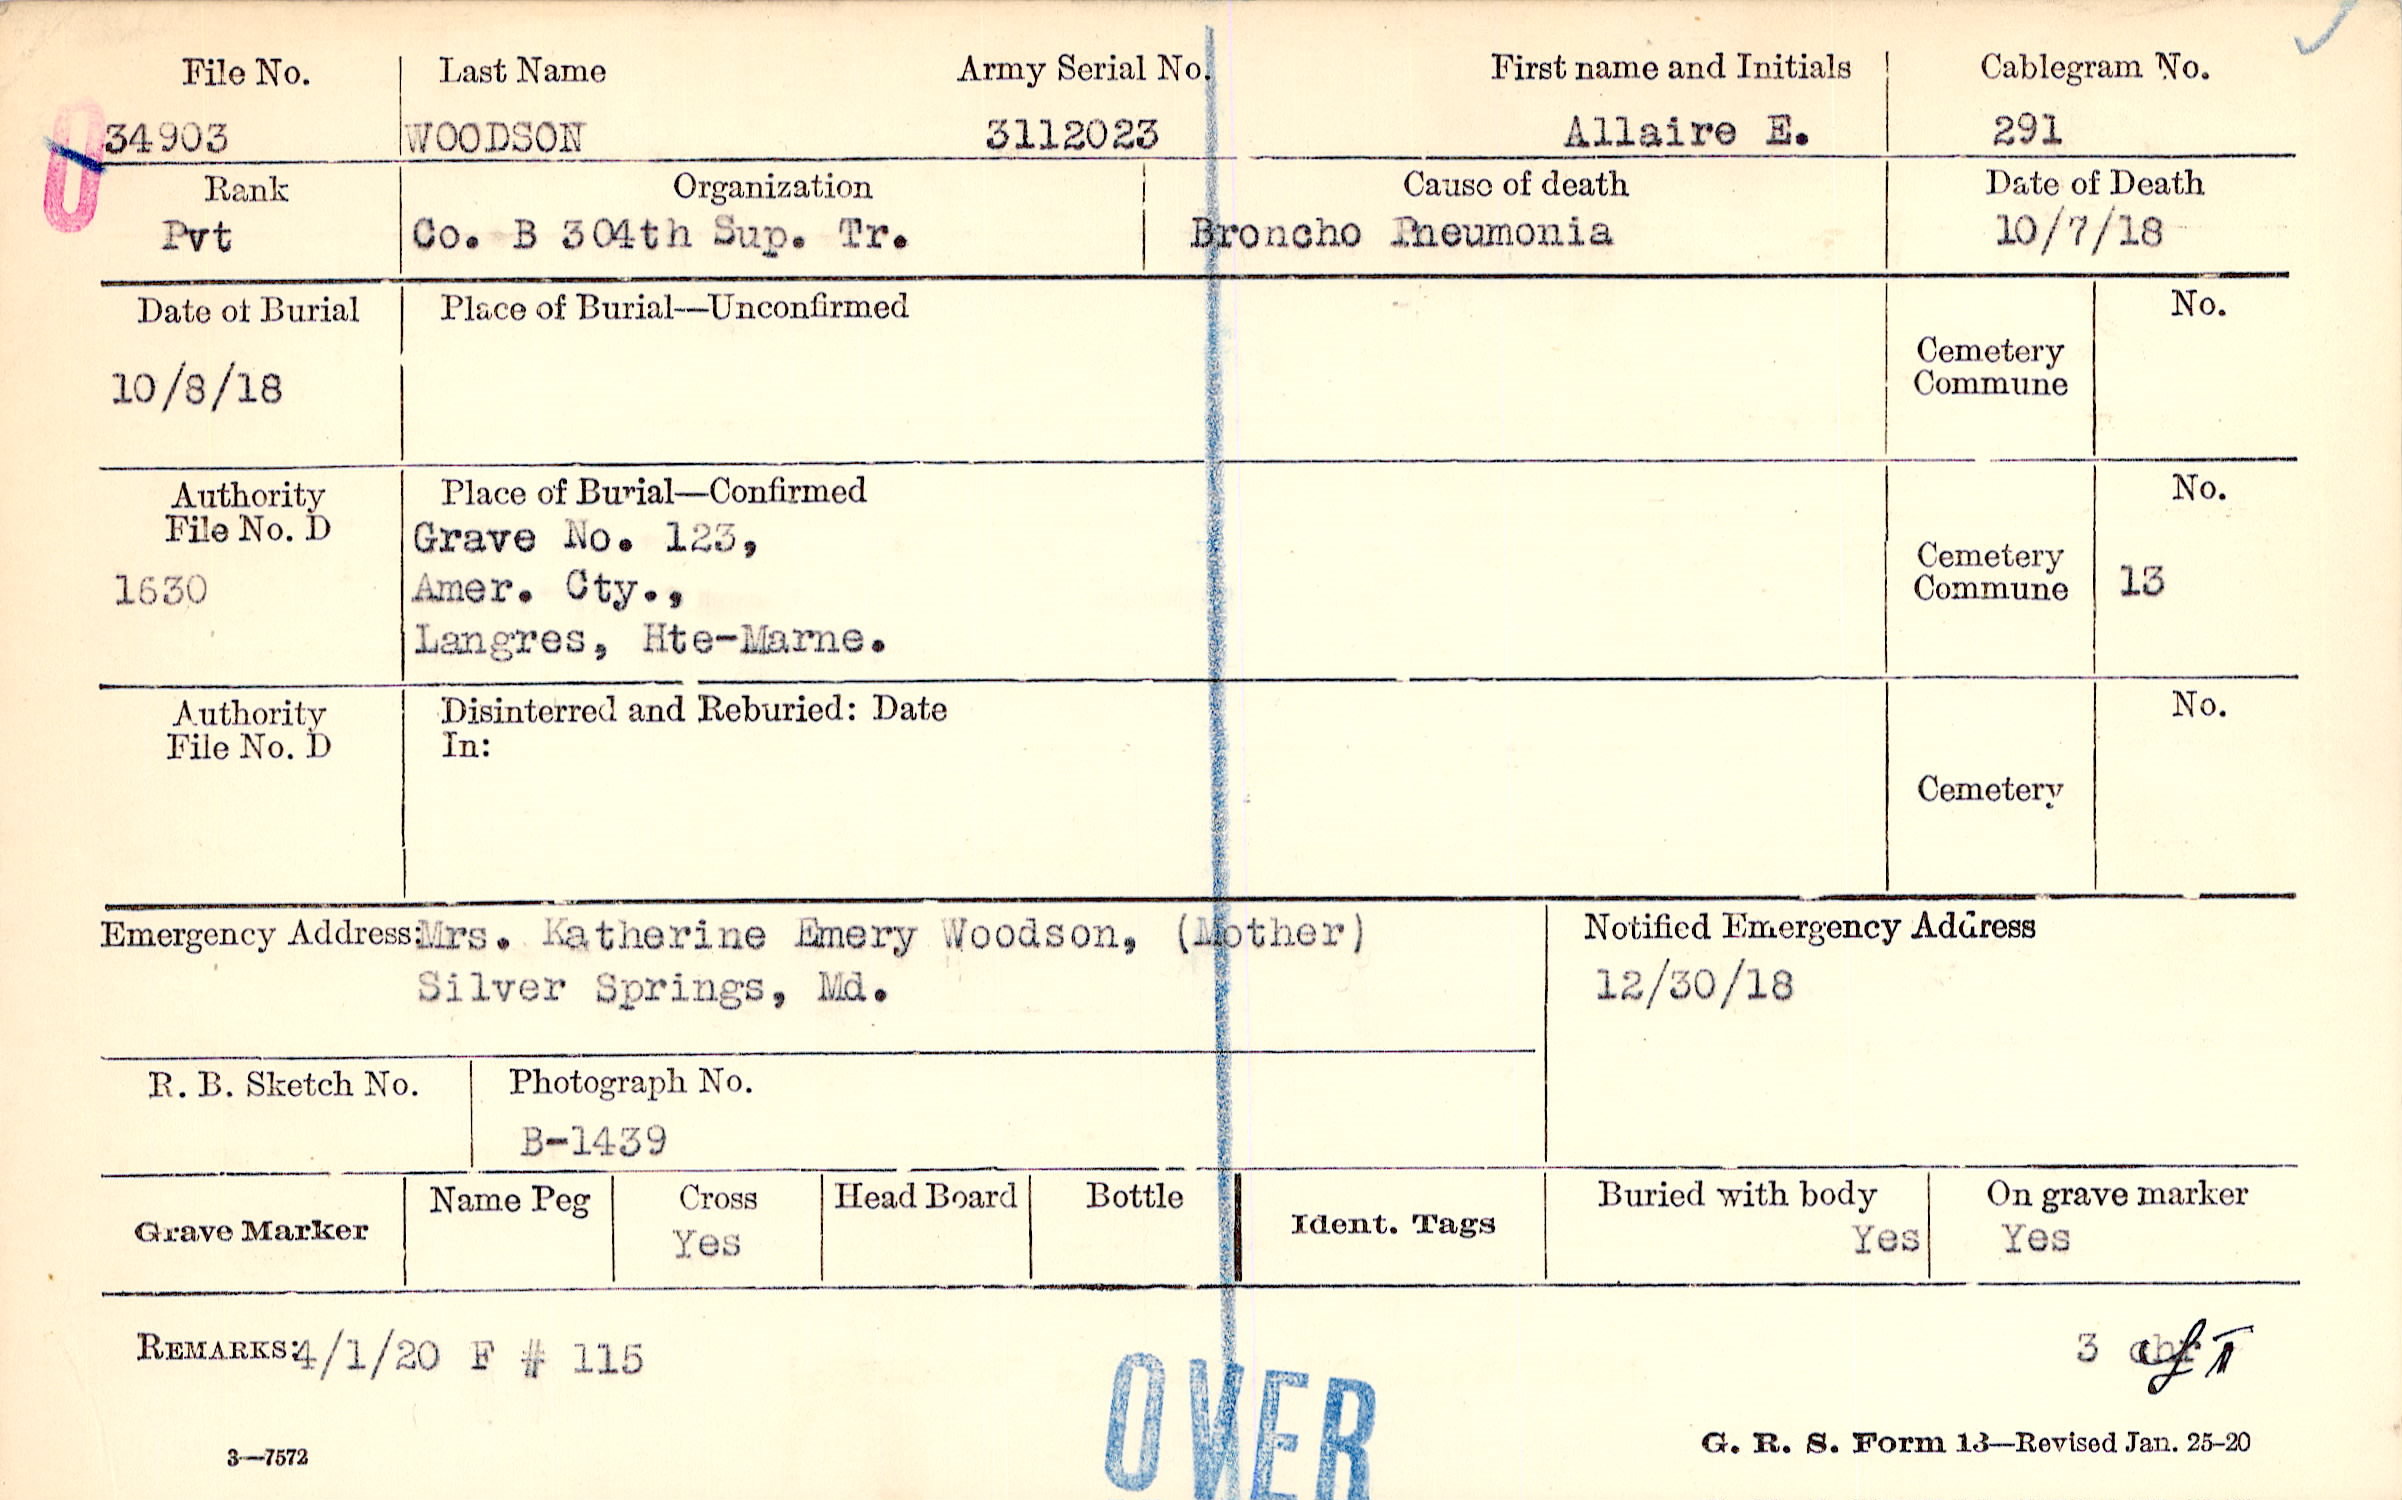 File No. Last Name Army Serial No. First name and Initials Cablegram No.
34903 WOODSON 3112023 Allaire E. 291
Rank Organization Cause of death Date of Death
Pvt Co. B 304th Sup. Tr. Broncho Pneumonia 10/7/18
Date of Burial Place of Burial—Unconfirmed No.
10/8/18
Cemetery
Commune
Authority Place of Burial—Confirmed No.
File No. D
1630
Grave No. 123,
Amer. Cty.,
Langres, Hte-Marne.
Cemetery
Commune
13
Authority Disinterred and Reburied: Date No.
File No. D In:
Cemetery
Emergency Address: Mrs. Katherine Emery Woodson, (Mother)
Silver Springs, Md.
Notified Emergency Address
12/30/18
R. B. Sketch No. Photograph No.
B-1439
Grave Marker Name Peg Cross Head Board Bottle Ident. Tags Buried with body On grave marker
Yes Yes Yes
REMARKS: 4/1/20 F # 115 3
OVER
3—7572 G. R. S. Form 13—Revised Jan. 25-20